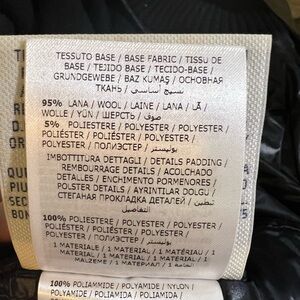 TESSUTO BASE / BASE FABRIC / TISSU DE
BASE / TEJIDO BASE / TECIDO-BASE /
GRUNDGEWEBE / BAZ KUMAŞ / ОСНОВНАЯ
ТКАНЬ / نسيج أساسي /
95% LANA / WOOL / LAINE / LANA / LÃ /
WOLLE / YÜN / ШЕРСТЬ / صوف /
5% POLIESTERE / POLYESTER / POLYESTER /
POLIÉSTER / POLIÉSTER / POLYESTER /
POLYESTER / ПОЛИЭСТЕР / بوليستر /
IMBOTTITURA DETTAGLI / DETAILS PADDING /
REMBOURRAGE DETAILS / ACOLCHADO
DETALLES / ENCHIMENTO PORMENORES /
POLSTER DETAILS / AYRINTILAR DOLGU /
СТЕГАНАЯ ПРОКЛАДКА ДЕТАЛЕЙ / تبطين
التفاصيل
100% POLIESTERE / POLYESTER / POLYESTER /
POLIÉSTER / POLIÉSTER / POLYESTER /
POLYESTER / ПОЛИЭСТЕР / بوليستر /
1 MATERIALE / 1 MATERIAL / 1 MATÉRIAU /
1 MATERIAL / 1 MATERIAL / 1 MATERIAL / 1
MALZEME / 1 МАТЕРИАЛ / 1
100% POLIAMMIDE / POLYAMIDE / NYLON /
POLYAMIDE / POLIAMIDA / POLIAMIDA /